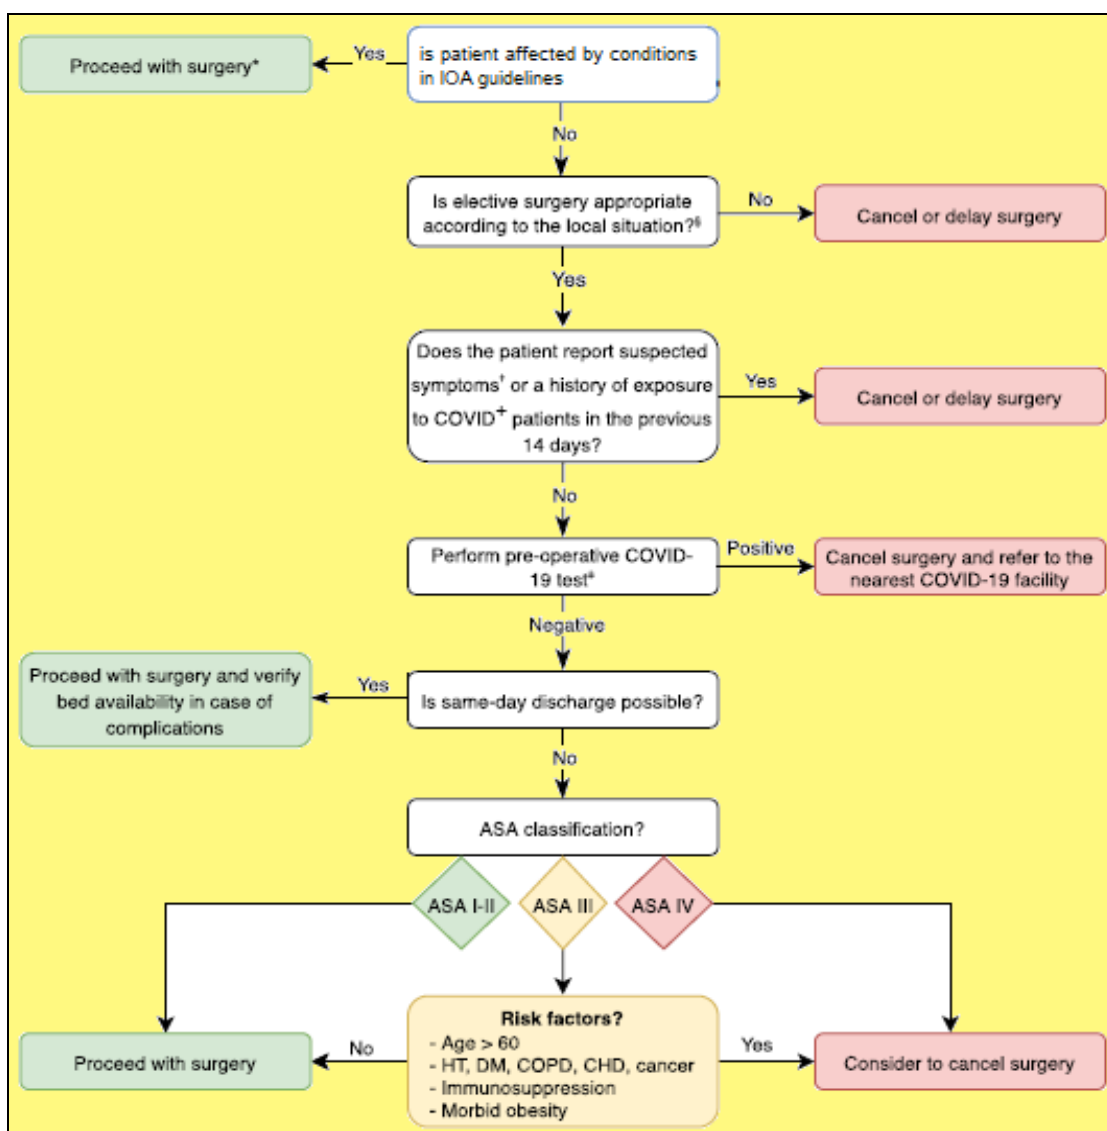 Proceed with surgery*
Yes
is patient affected by conditions
in IOA guidelines
No
Is elective surgery appropriate
according to the local situation?§
No
Cancel or delay surgery
Yes
Does the patient report suspected
symptoms† or a history of exposure
to COVID+ patients in the previous
14 days?
Yes
Cancel or delay surgery
No
Perform pre-operative COVID-
19 test‡
Positive
Cancel surgery and refer to the
nearest COVID-19 facility
Negative
Proceed with surgery and verify
bed availability in case of
complications
Yes
Is same-day discharge possible?
No
ASA classification?
ASA I-II
ASA III
ASA IV
Proceed with surgery
No
Risk factors?
- Age > 60
- HT, DM, COPD, CHD, cancer
- Immunosuppression
- Morbid obesity
Yes
Consider to cancel surgery